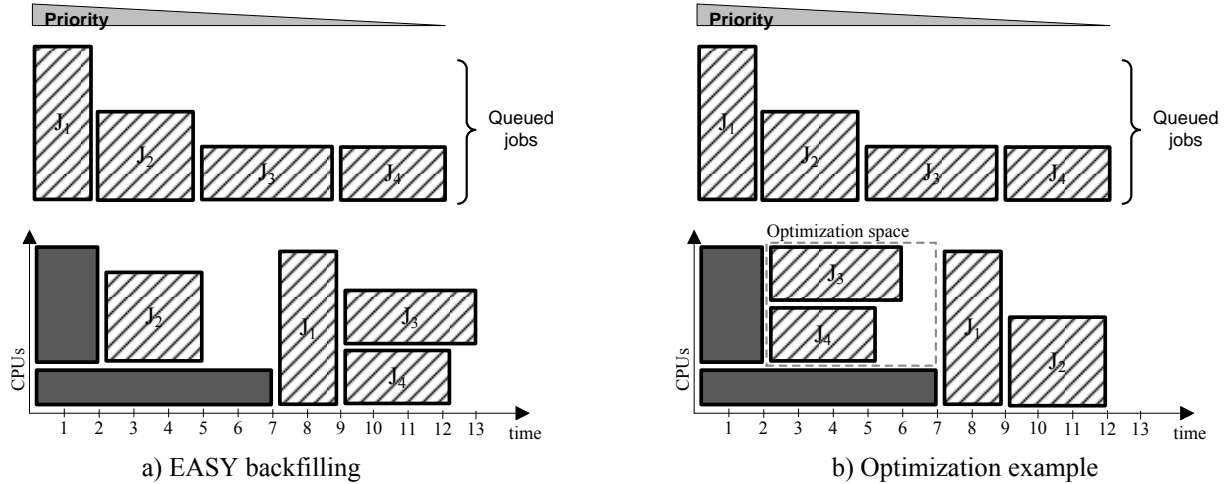 Priority
J1
J2
J3
J4
Queued
jobs
CPUs
J2
J1
J3
J4
1 2 3 4 5 6 7 8 9 10 11 12 13
time
a) EASY backfilling
Priority
J1
J2
J3
J4
Queued
jobs
Optimization space
CPUs
J3
J4
J1
J2
1 2 3 4 5 6 7 8 9 10 11 12 13
time
b) Optimization example